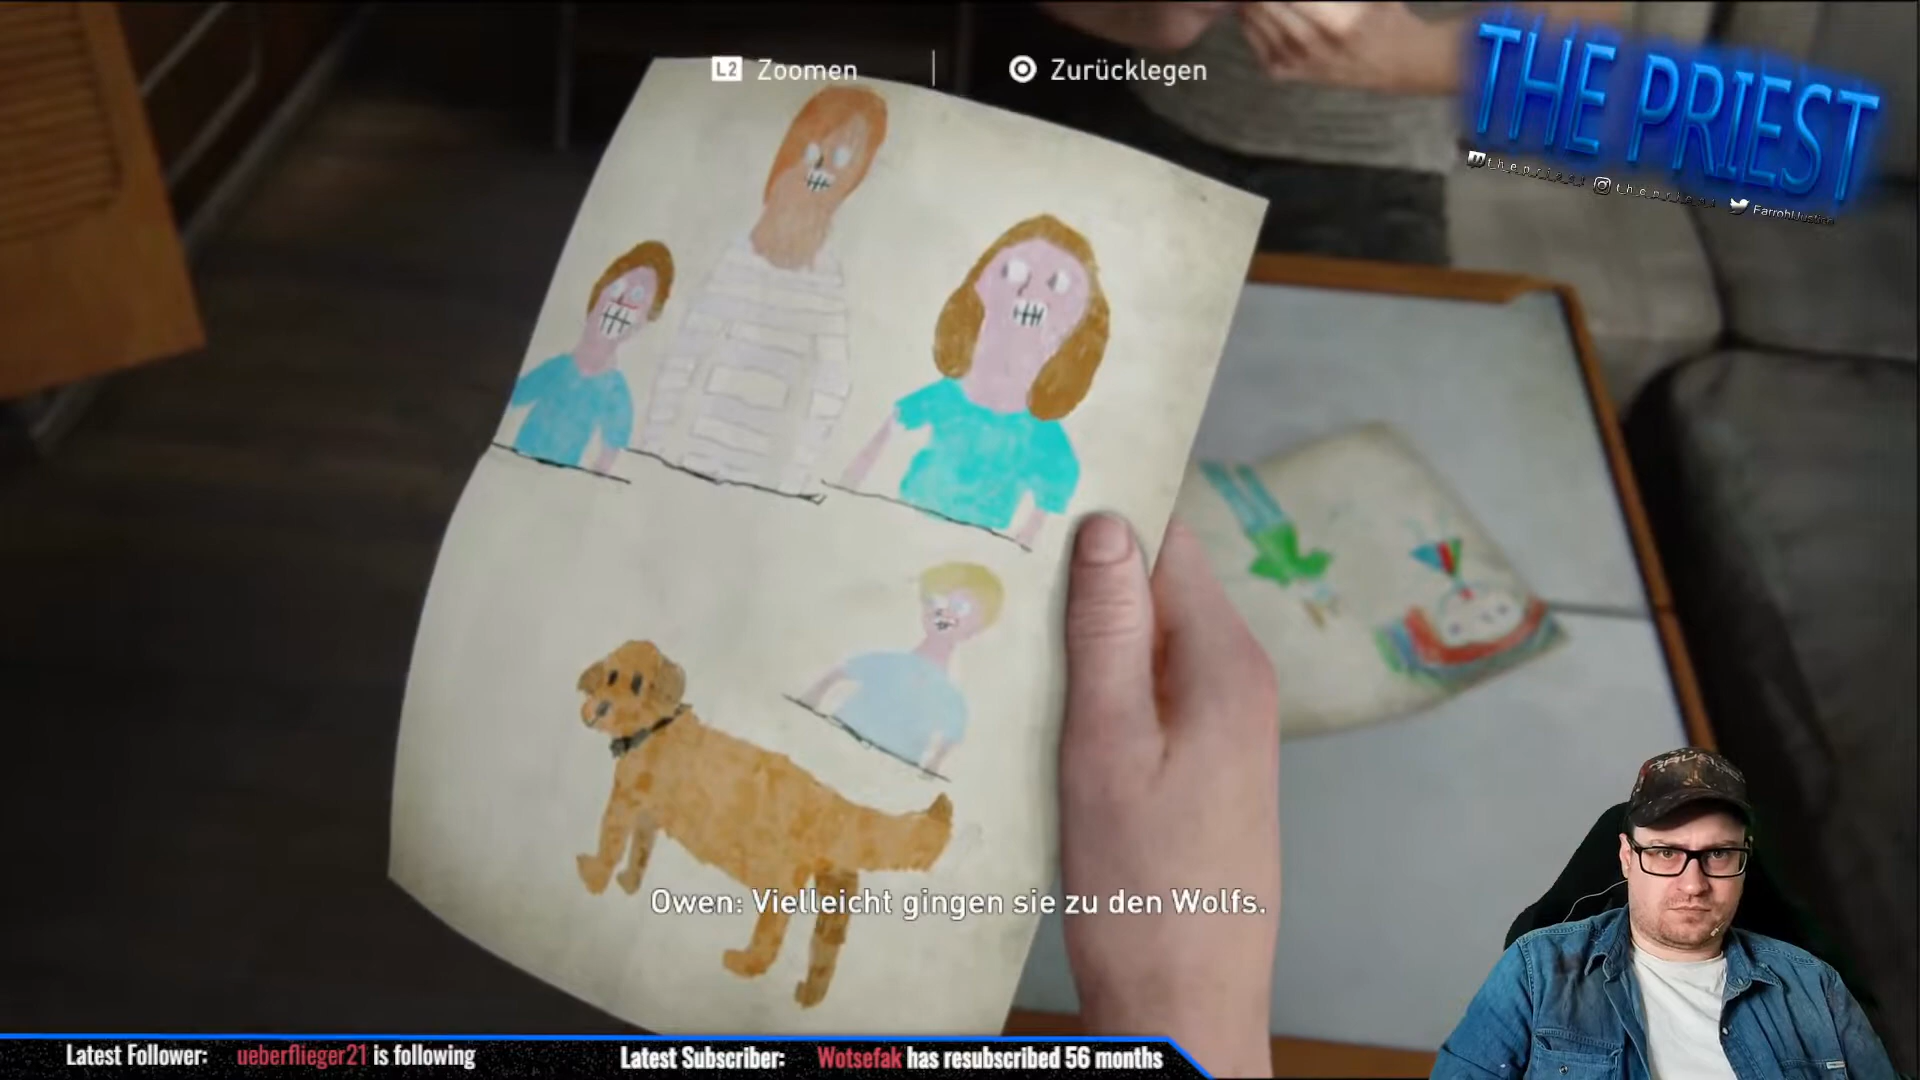 L2 Zoomen
Zurücklegen
THE PRIEST
Owen: Vielleicht gingen sie zu den Wolfs.
Latest Follower: ueberflieger21 is following
Latest Subscriber: Wotsefak has resubscribed 56 months